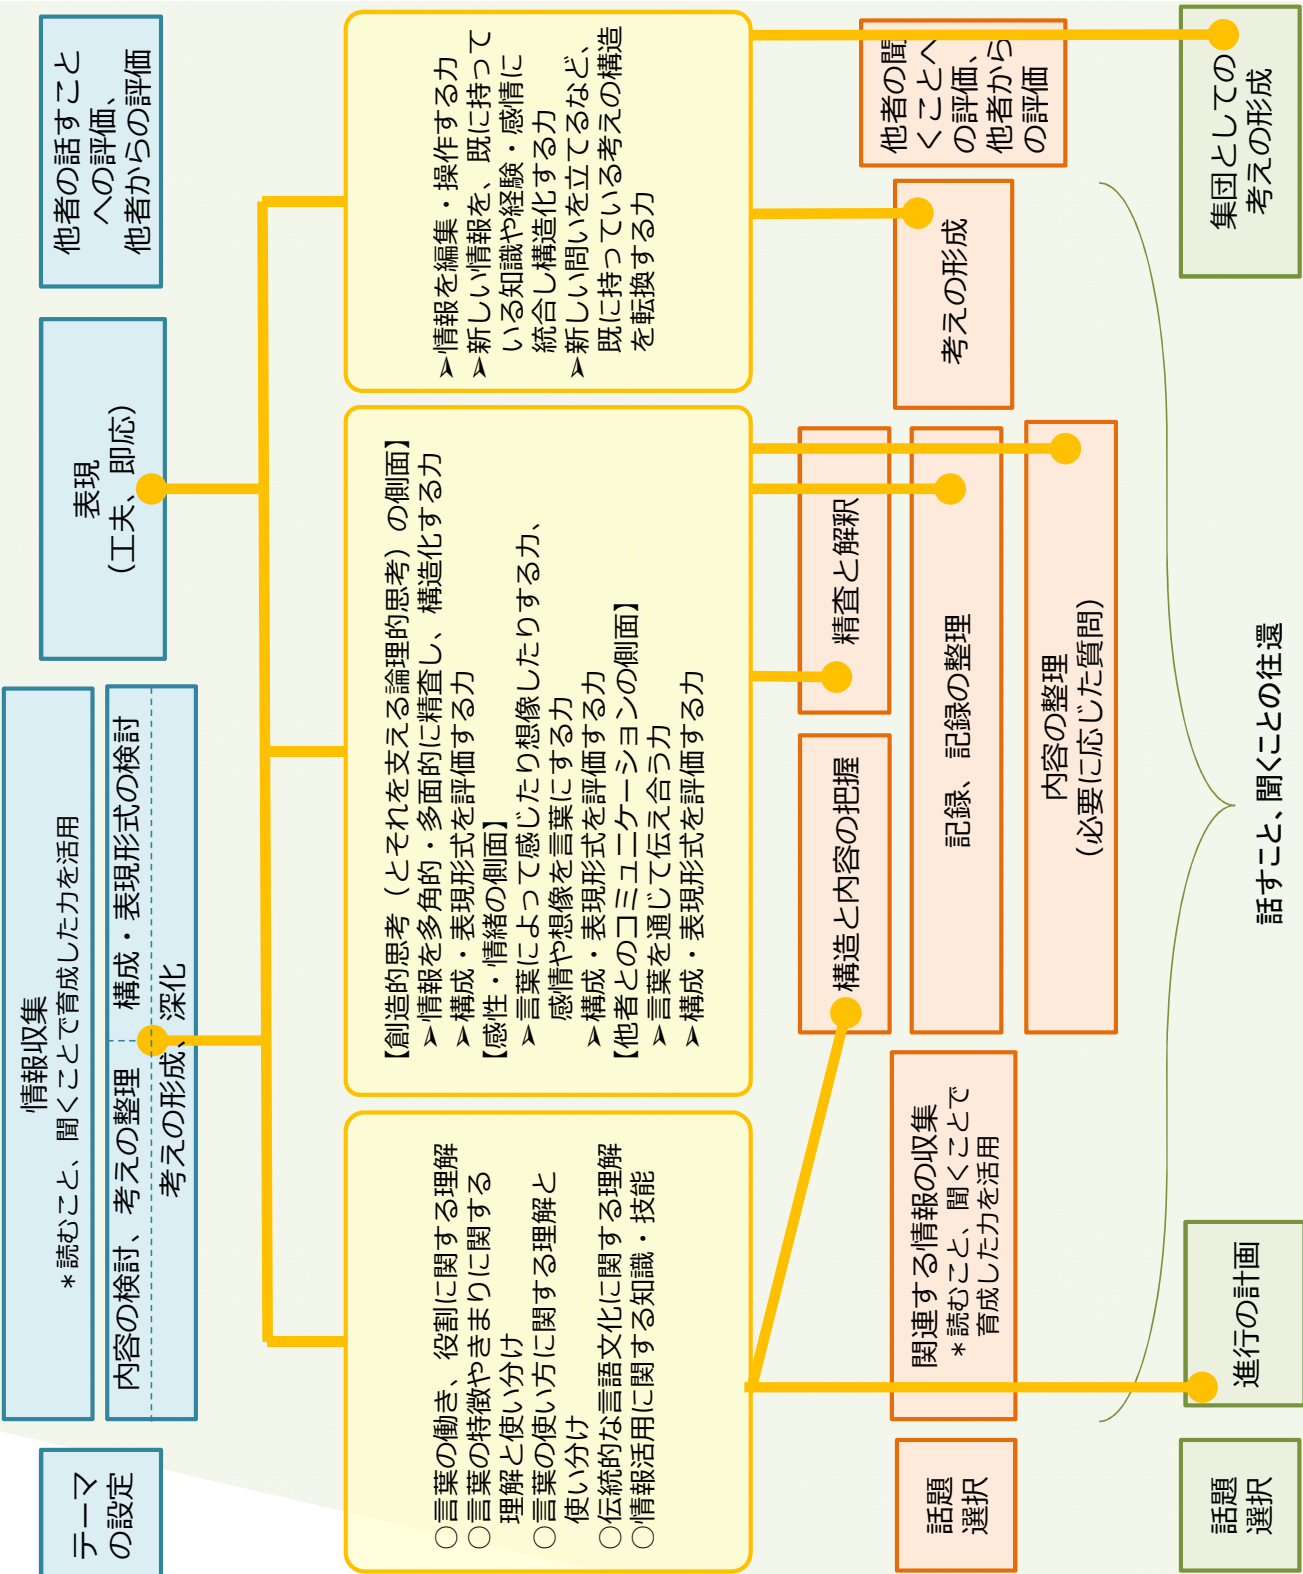 テーマ
の設定
情報収集
＊読むこと、聞くことで育成した力を活用
内容の検討、考えの整理
構成・表現形式の検討
考えの形成、深化
表現
（工夫、即応）
他者の話すこと
への評価、
他者からの評価
○言葉の働き、役割に関する理解
○言葉の特徴やきまりに関する
理解と使い分け
○言葉の使い方に関する理解と
使い分け
○伝統的な言語文化に関する理解
○情報活用に関する知識・技能
【創造的思考（とそれを支える論理的思考）の側面】
➢情報を多角的・多面的に精査し、構造化する力
➢構成・表現形式を評価する力
【感性・情緒の側面】
➢言葉によって感じたり想像したりする力、
感情や想像を言葉にする力
➢構成・表現形式を評価する力
【他者とのコミュニケーションの側面】
➢言葉を通じて伝え合う力
➢構成・表現形式を評価する力
➢情報を編集・操作する力
➢新しい情報を、既に持って
いる知識や経験・感情に
統合し構造化する力
➢新しい問いを立てるなど、
既に持っている考えの構造
を転換する力
話題
選択
関連する情報の収集
＊読むこと、聞くことで
育成した力を活用
構造と内容の把握
精査と解釈
記録、記録の整理
内容の整理
（必要に応じた質問）
考えの形成
他者の聞
くことへ
の評価、
他者から
の評価
話題
選択
進行の計画
話すこと、聞くことの往還
集団としての
考えの形成